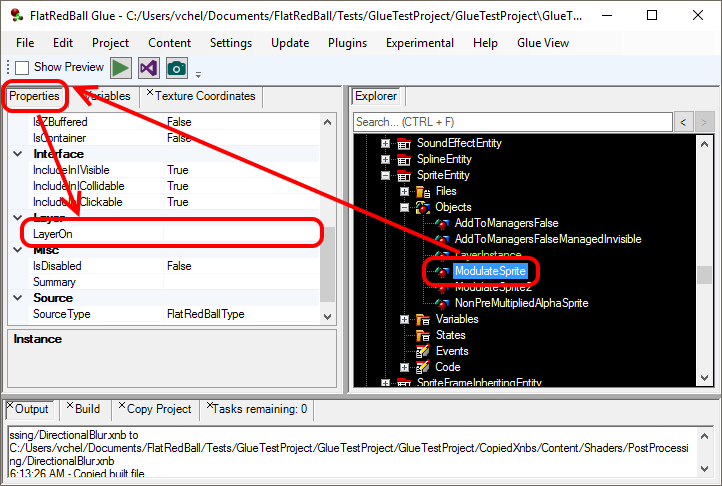 FlatRedBall Glue - C:/Users/vchel/Documents/FlatRedBall/Tests/GlueTestProject/GlueTestProject\GlueT...
File Edit Project Content Settings Update Plugins Experimental Help Glue View
Show Preview
Properties Variables Texture Coordinates
IsZBuffered False
IsContainer False
Interface
IncludeInIVisible True
IncludeInICollidable True
IncludeInIClickable True
Layer
LayerOn
Misc
IsDisabled False
Summary
Source
SourceType FlatRedBallType
Instance
Explorer
Search... (CTRL + F)
< >
SoundEffectEntity
SplineEntity
SpriteEntity
Files
Objects
AddToManagersFalse
AddToManagersFalseManagedInvisible
LayerInstance
ModulateSprite
ModulateSprite2
NonPreMultipliedAlphaSprite
Variables
States
Events
Code
SpriteFrameInheritingEntity
Output Build Copy Project Tasks remaining: 0
ssing/DirectionalBlur.xnb to
C:/Users/vchel/Documents/FlatRedBall/Tests/GlueTestProject/GlueTestProject/GlueTestProject/CopiedXnbs/Content/Shaders/PostProcessi
ng/DirectionalBlur.xnb
6:13:26 AM - Copied built file